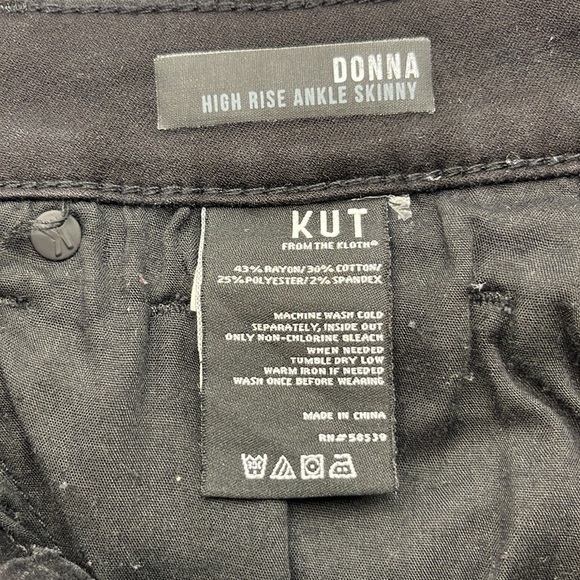 DONNA
HIGH RISE ANKLE SKINNY
KUT
FROM THE KLOTH®
43% RAYON/30% COTTON/
25% POLYESTER/2% SPANDEX
MACHINE WASH COLD
SEPARATELY, INSIDE OUT
ONLY NON-CHLORINE BLEACH
WHEN NEEDED
TUMBLE DRY LOW
WARM IRON IF NEEDED
WASH ONCE BEFORE WEARING
MADE IN CHINA
RN# 58539